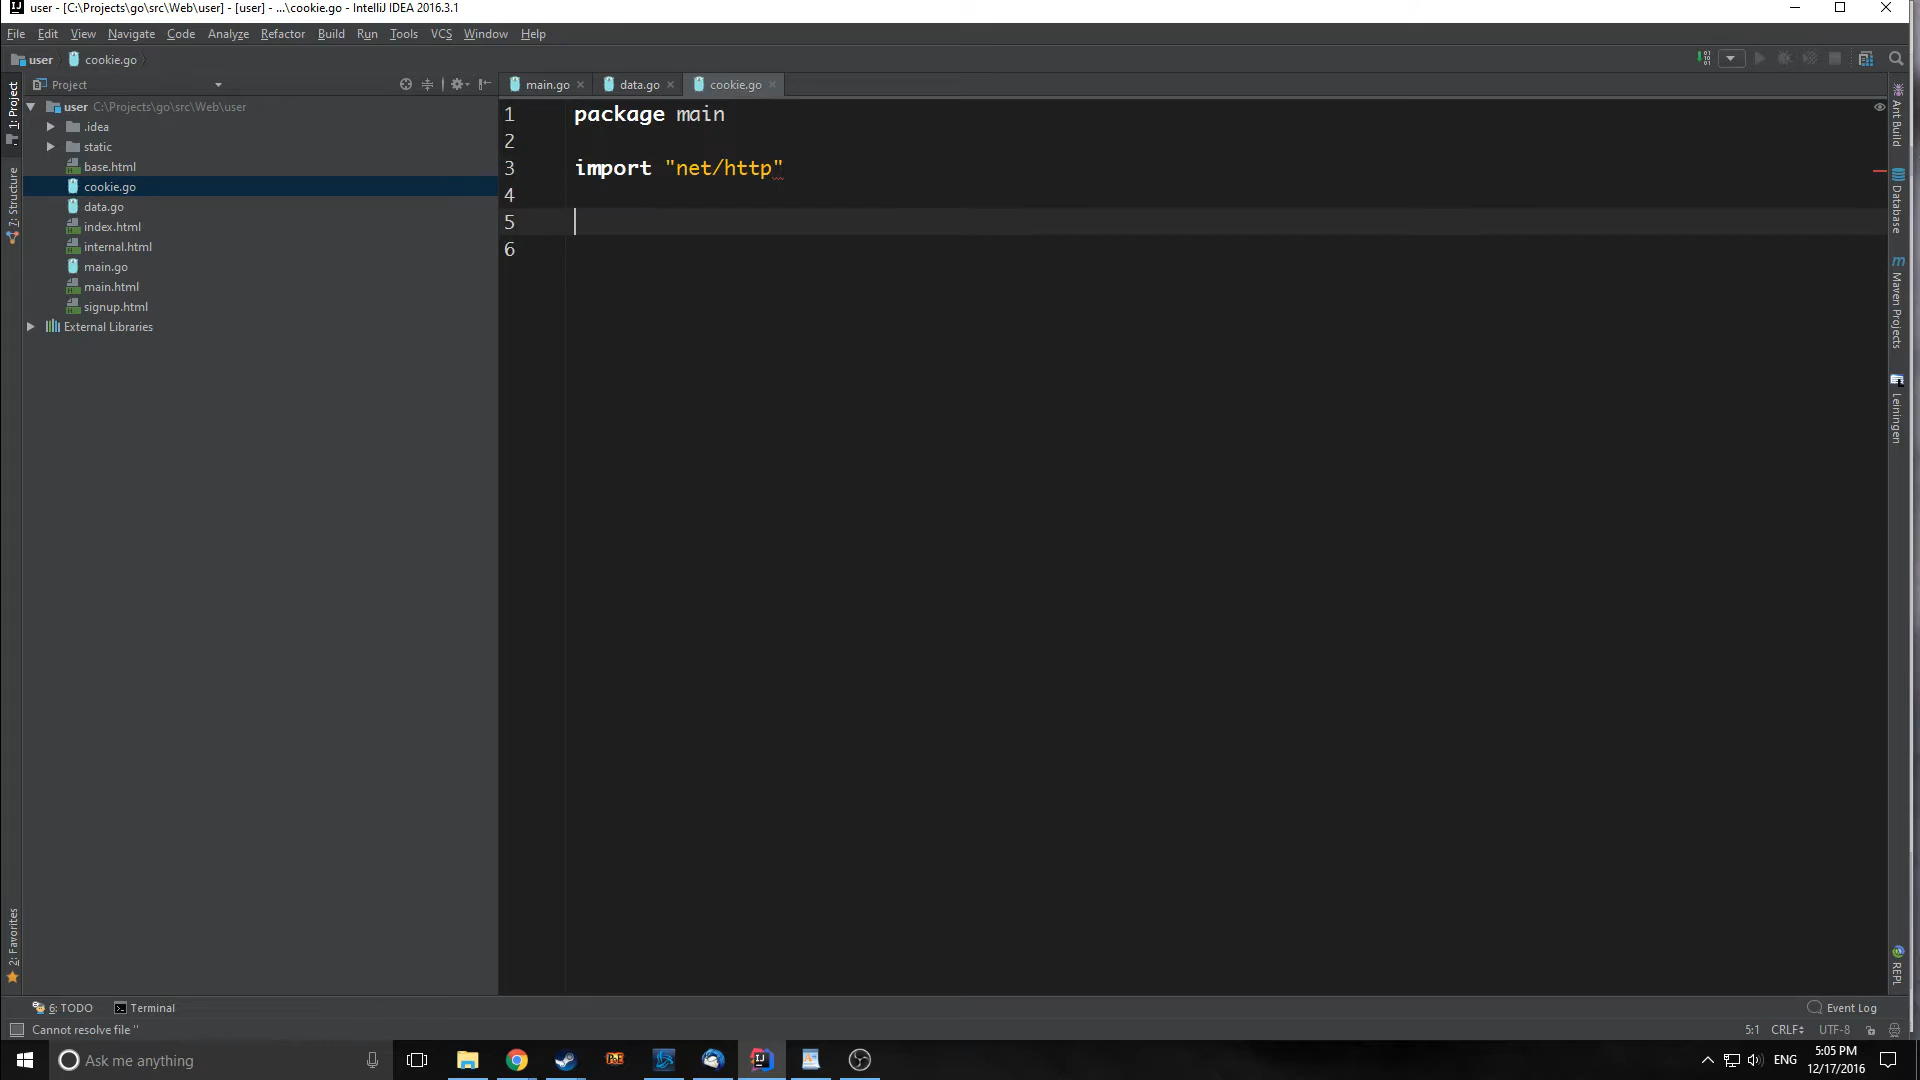 user - [C:\Projects\go\src\Web\user] - [user] - ...\cookie.go - IntelliJ IDEA 2016.3.1
File Edit View Navigate Code Analyze Refactor Build Run Tools VCS Window Help
user cookie.go
Project
main.go data.go cookie.go
1: Project
7: Structure
2: Favorites
user C:\Projects\go\src\Web\user
.idea
static
base.html
cookie.go
data.go
index.html
internal.html
main.go
main.html
signup.html
External Libraries
1 package main
2
3 import "net/http"
4
5
6
Ant Build
Database
Maven Projects
Leiningen
REPL
6: TODO Terminal Event Log
Cannot resolve file '' 5:1 CRLF UTF-8
Ask me anything
ENG
5:05 PM
12/17/2016